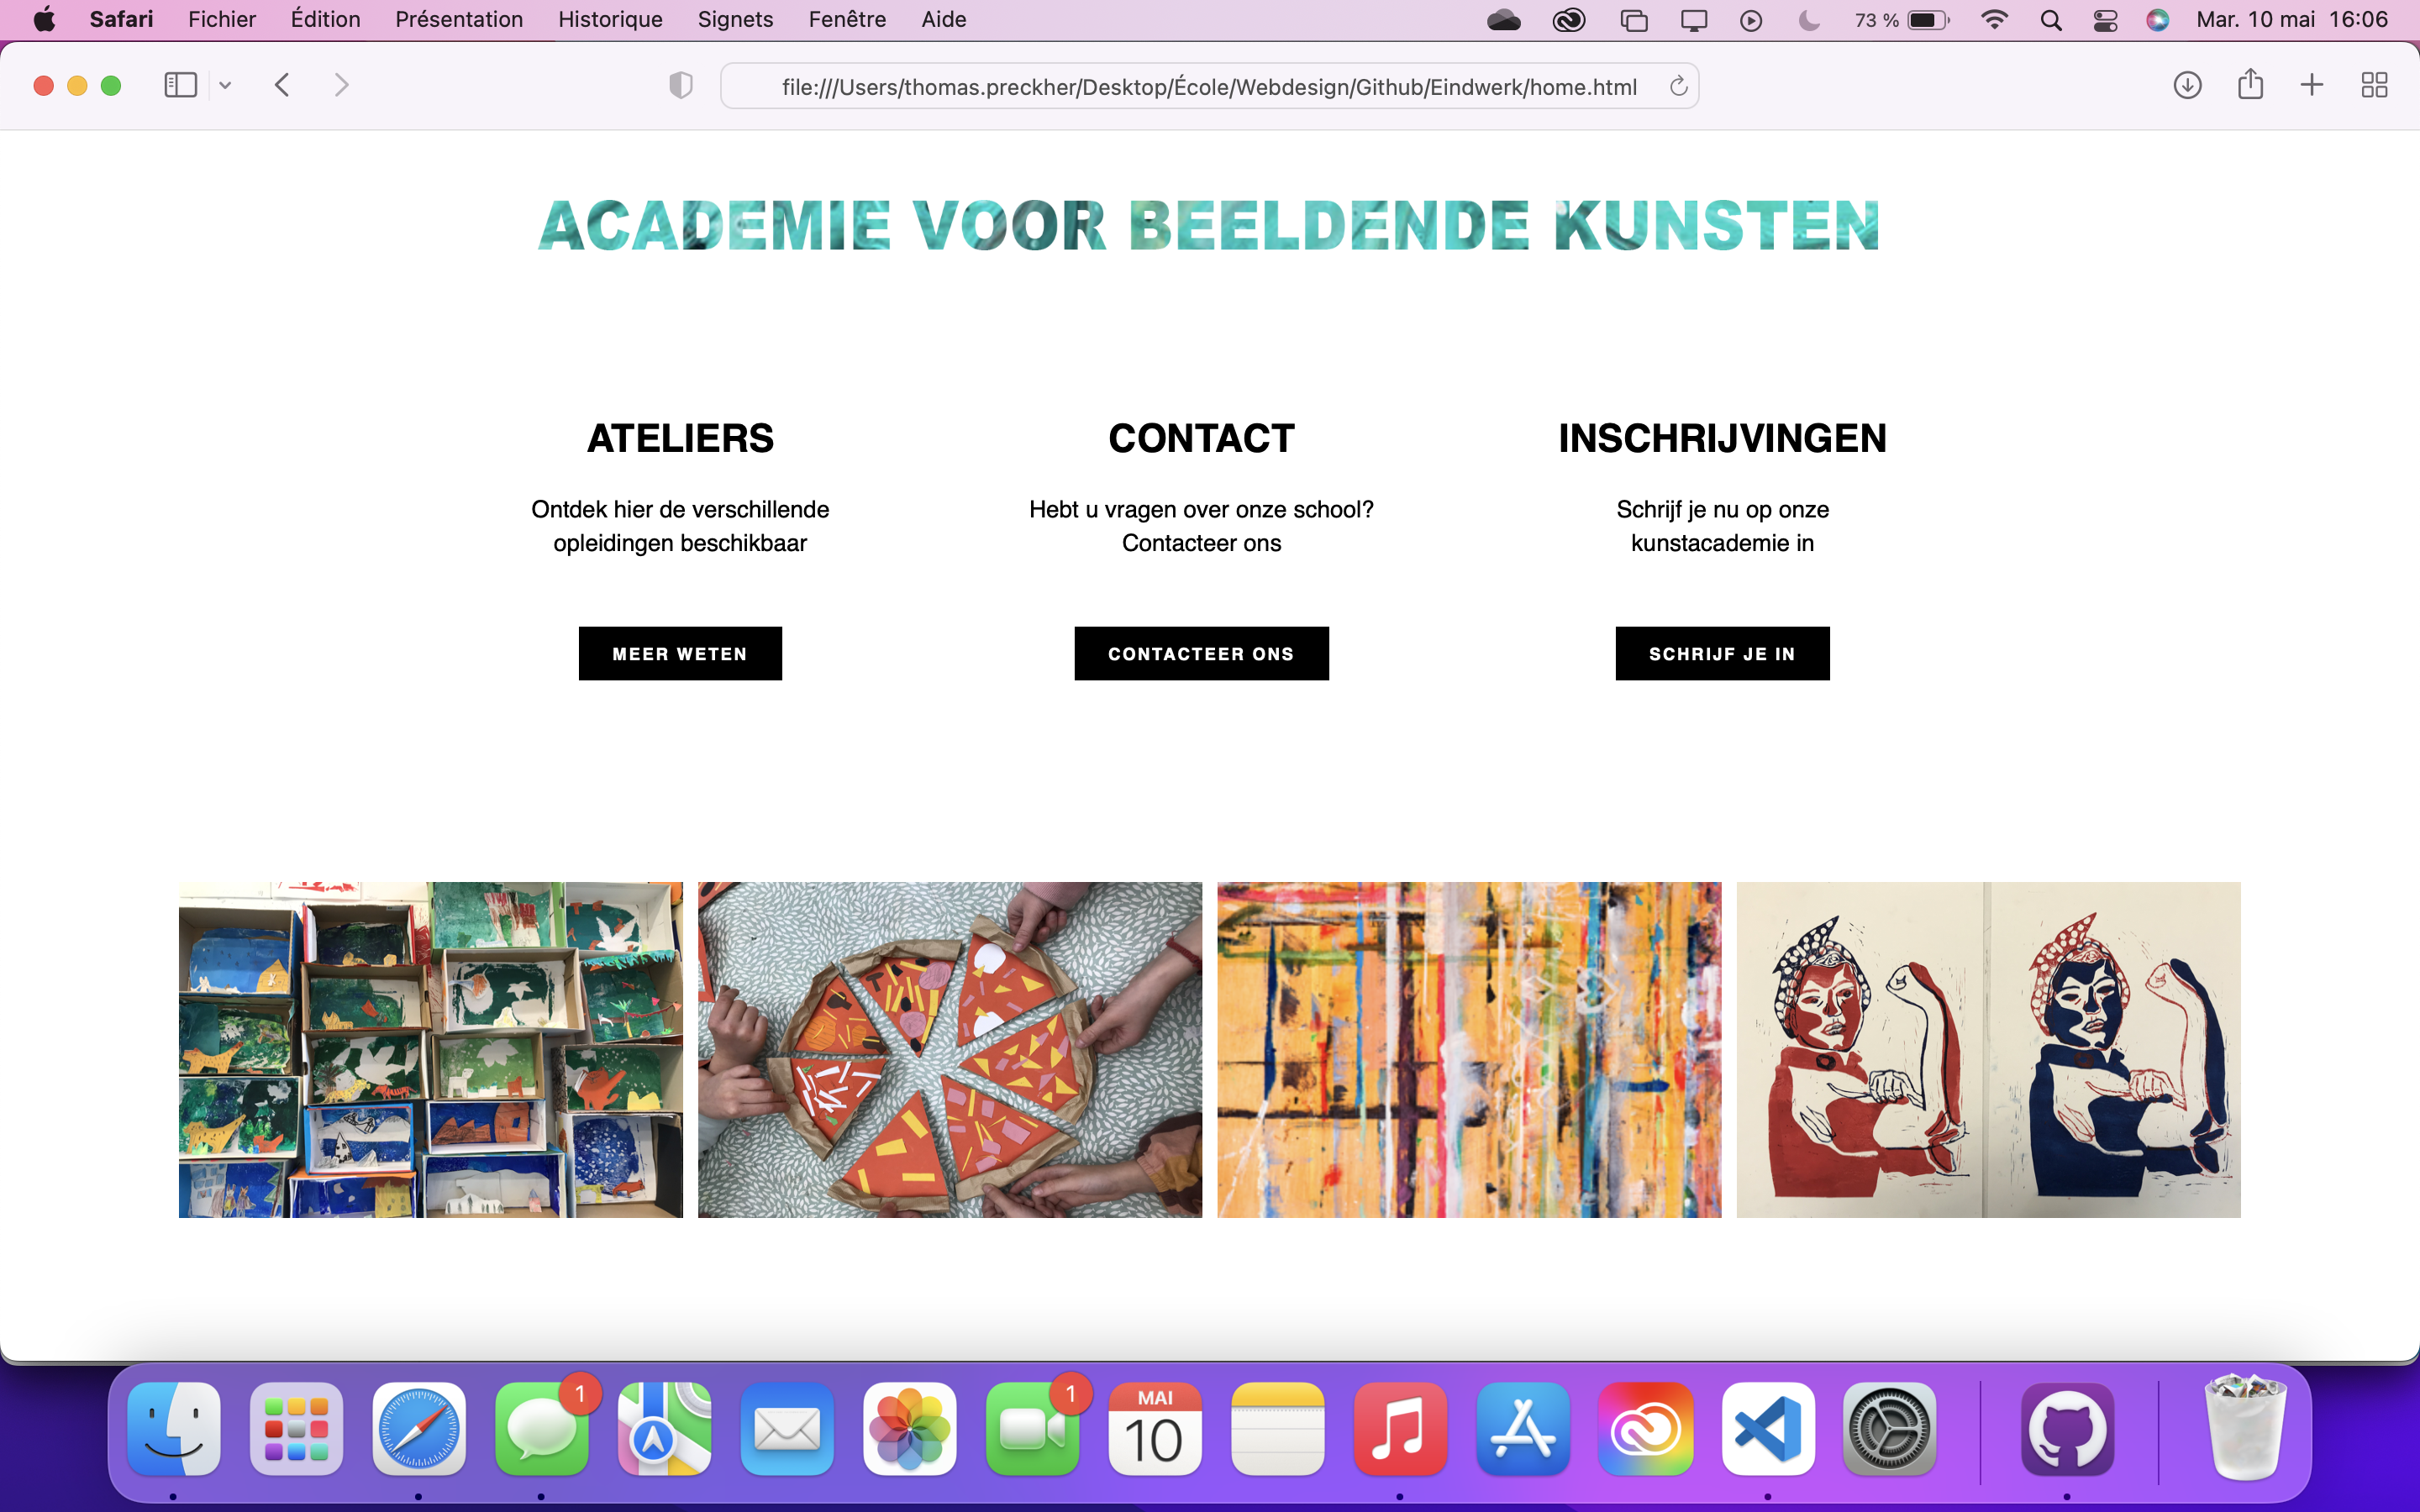 Safari Fichier Édition Présentation Historique Signets Fenêtre Aide 73 % Mar. 10 mai 16:06
file:///Users/thomas.preckher/Desktop/École/Webdesign/Github/Eindwerk/home.html
ACADEMIE VOOR BEELDENDE KUNSTEN
ATELIERS
Ontdek hier de verschillende
opleidingen beschikbaar
MEER WETEN
CONTACT
Hebt u vragen over onze school?
Contacteer ons
CONTACTEER ONS
INSCHRIJVINGEN
Schrijf je nu op onze
kunstacademie in
SCHRIJF JE IN
1
1
MAI
10